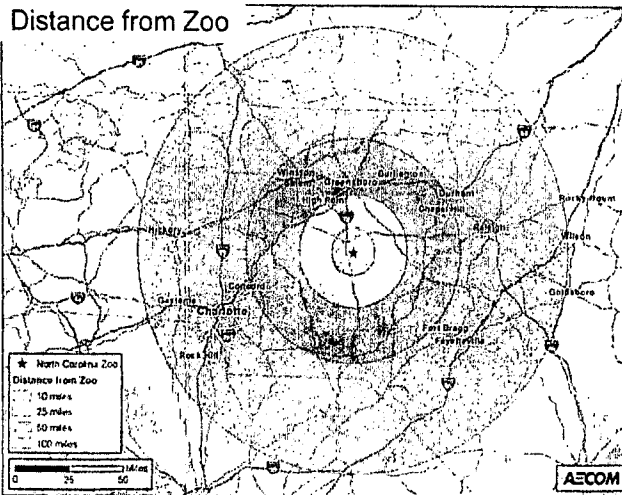 Distance from Zoo
Winston
Salem
Greensboro
Burlington
High Point
Durham
Chapel Hill
Raleigh
Rocky Mount
Wilson
Goldsboro
Hickory
Concord
Gastonia
Charlotte
Rock Hill
Fort Bragg
Fayetteville
★ North Carolina Zoo
Distance from Zoo
10 miles
25 miles
50 miles
100 miles
Miles
0 25 50
AECOM